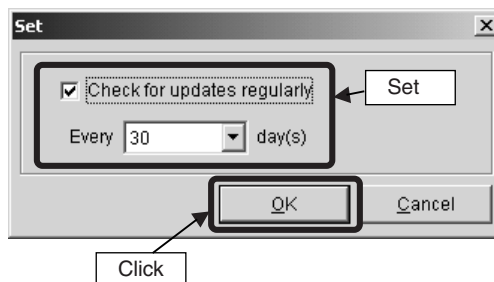 Set
Check for updates regularly
Set
Every 30 day(s)
OK
Cancel
Click